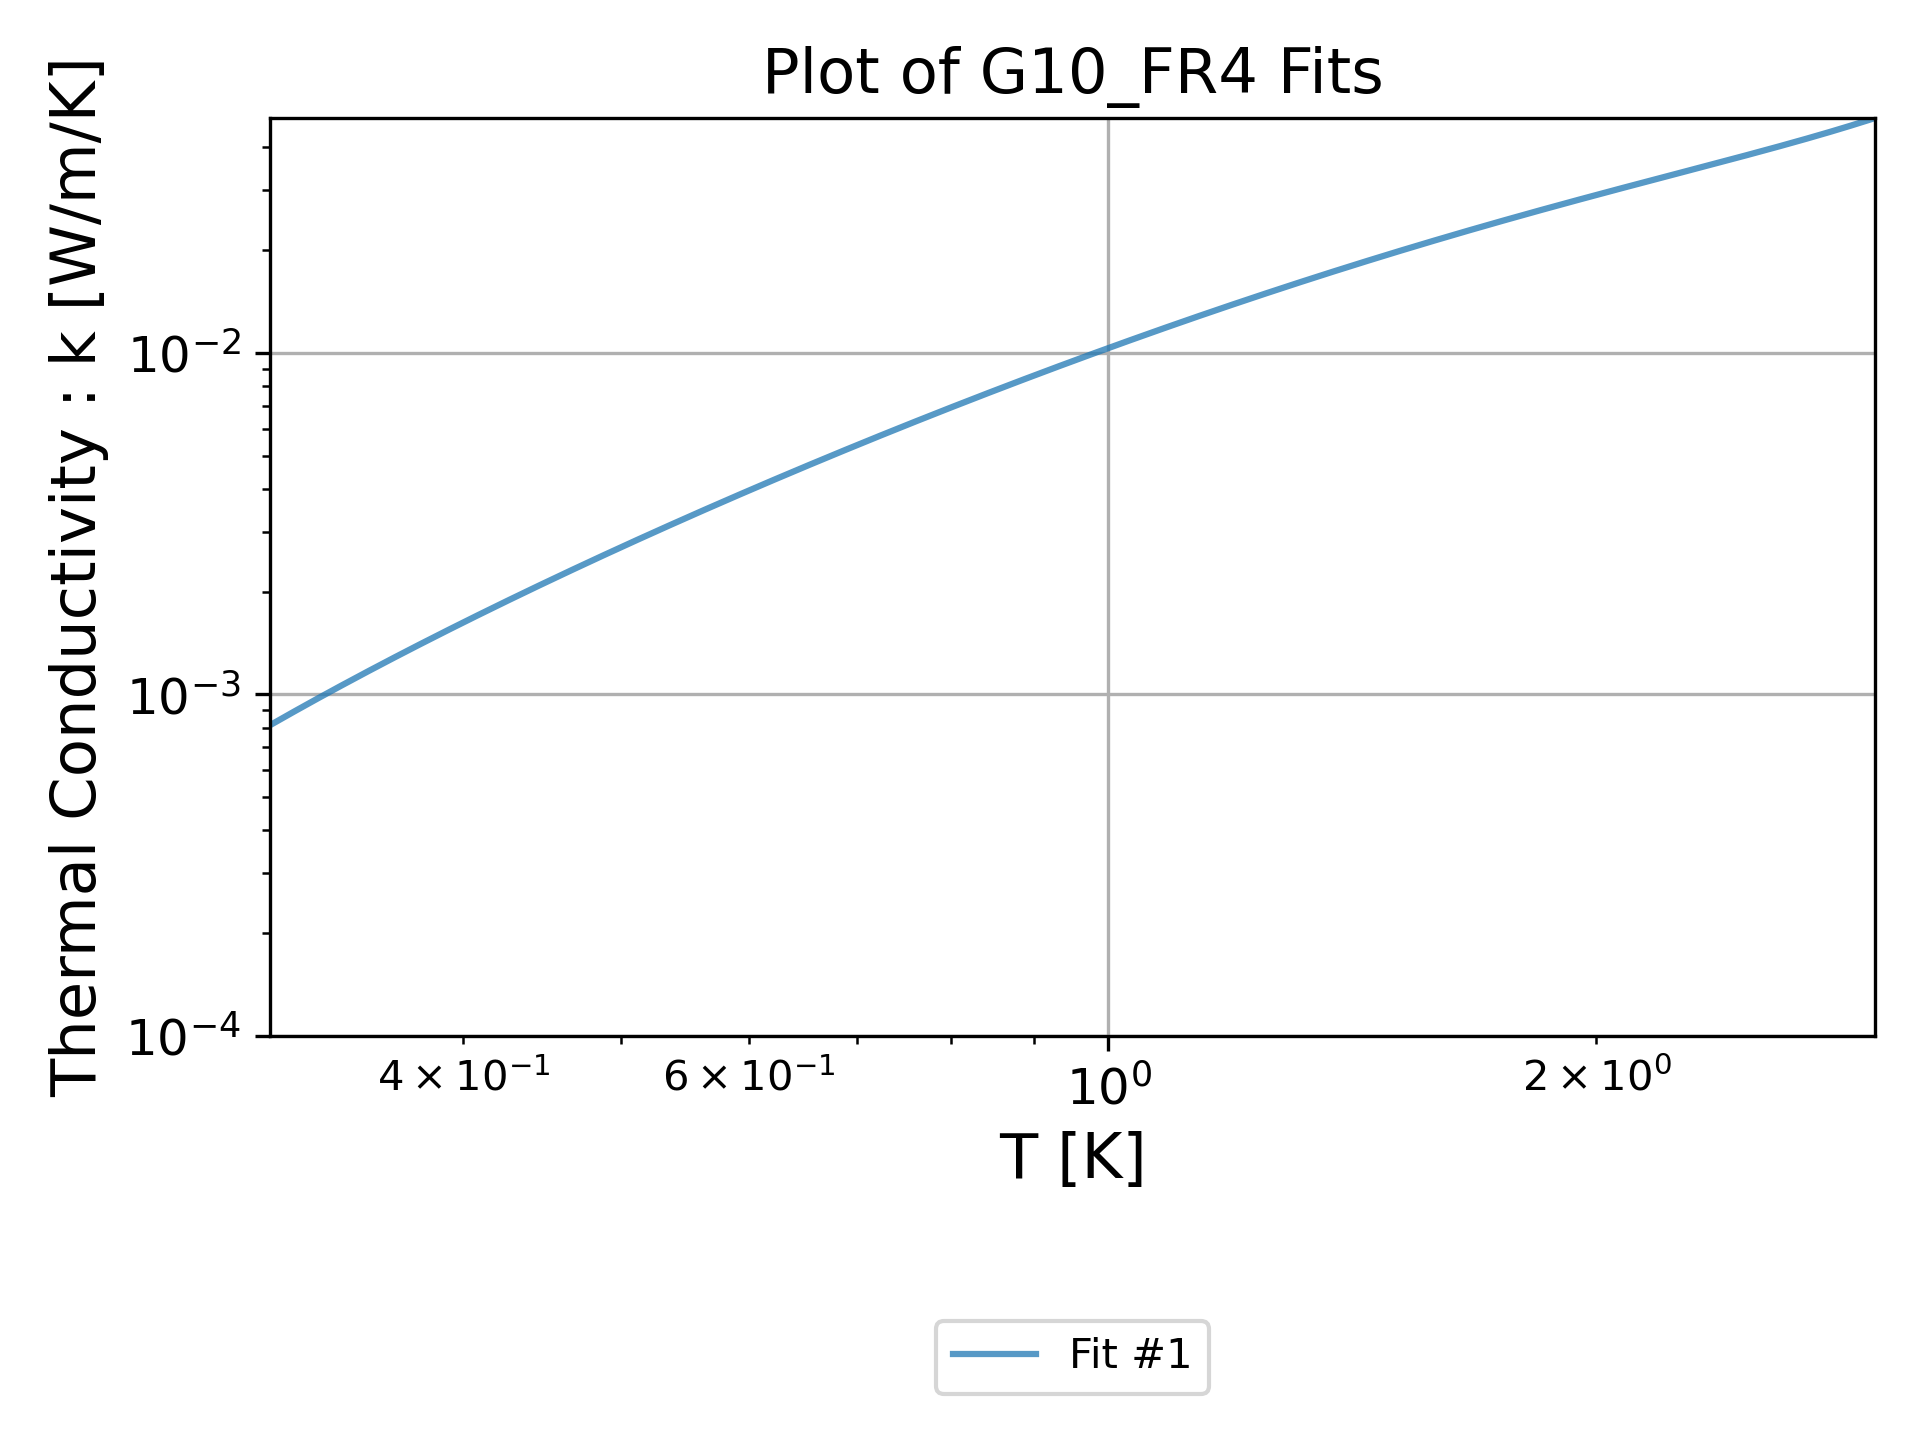 Plot of G10_FR4 Fits
Thermal Conductivity : k [W/m/K]
10⁻²
10⁻³
10⁻⁴
4 × 10⁻¹
6 × 10⁻¹
10⁰
2 × 10⁰
T [K]
Fit #1